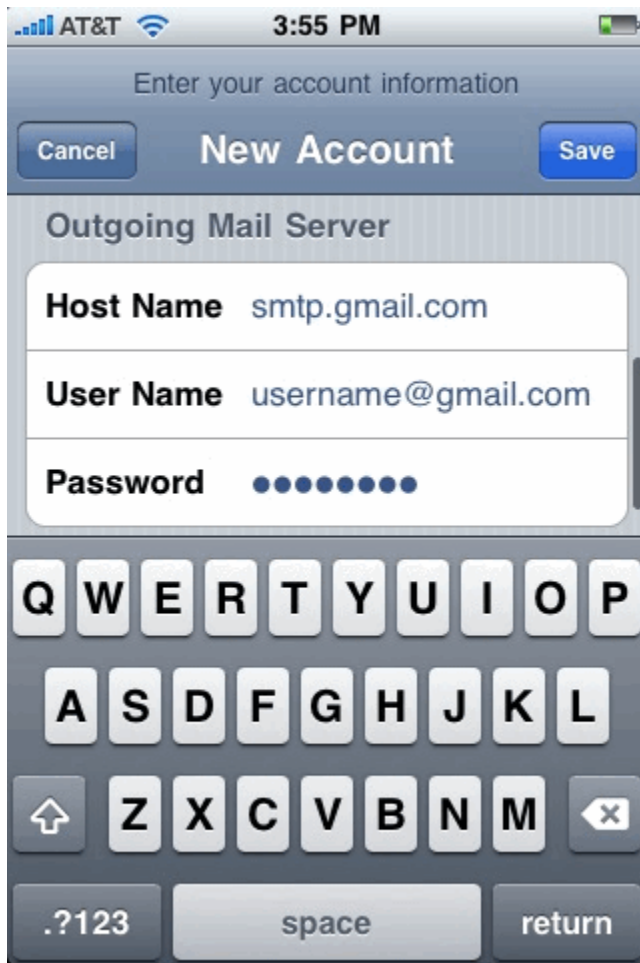 AT&T 3:55 PM
Enter your account information
Cancel New Account Save
Outgoing Mail Server
Host Name smtp.gmail.com
User Name username@gmail.com
Password ●●●●●●●●
Q W E R T Y U I O P
A S D F G H J K L
Z X C V B N M
.?123 space return